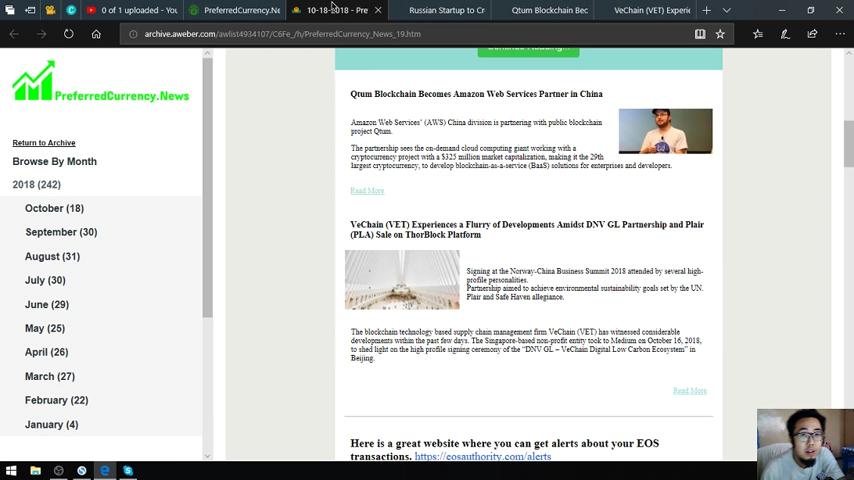 0 of 1 uploaded - You
PreferredCurrency.Ne
10-18-2018 - Pre
Russian Startup to Cr
Qtum Blockchain Bec
VeChain (VET) Experie
archive.aweber.com/awlist4934107/C6Fe_/h/PreferredCurrency_News_19.htm
PreferredCurrency.News
Return to Archive
Browse By Month
2018 (242)
October (18)
September (30)
August (31)
July (30)
June (29)
May (25)
April (26)
March (27)
February (22)
January (4)
Qtum Blockchain Becomes Amazon Web Services Partner in China
Amazon Web Services' (AWS) China division is partnering with public blockchain
project Qtum.
The partnership sees the on-demand cloud computing giant working with a
cryptocurrency project with a $325 million market capitalization, making it the 29th
largest cryptocurrency, to develop blockchain-as-a-service (BaaS) solutions for enterprises and developers.
Read More
VeChain (VET) Experiences a Flurry of Developments Amidst DNV GL Partnership and Plair
(PLA) Sale on ThorBlock Platform
Signing at the Norway-China Business Summit 2018 attended by several high-
profile personalities.
Partnership aimed to achieve environmental sustainability goals set by the UN.
Plair and Safe Haven allegiance.
The blockchain technology based supply chain management firm VeChain (VET) has witnessed considerable
developments within the past few days. The Singapore-based non-profit entity took to Medium on October 16, 2018,
to shed light on the high profile signing ceremony of the “DNV GL – VeChain Digital Low Carbon Ecosystem” in
Beijing.
Read More
Here is a great website where you can get alerts about your EOS
transactions. https://eosauthority.com/alerts